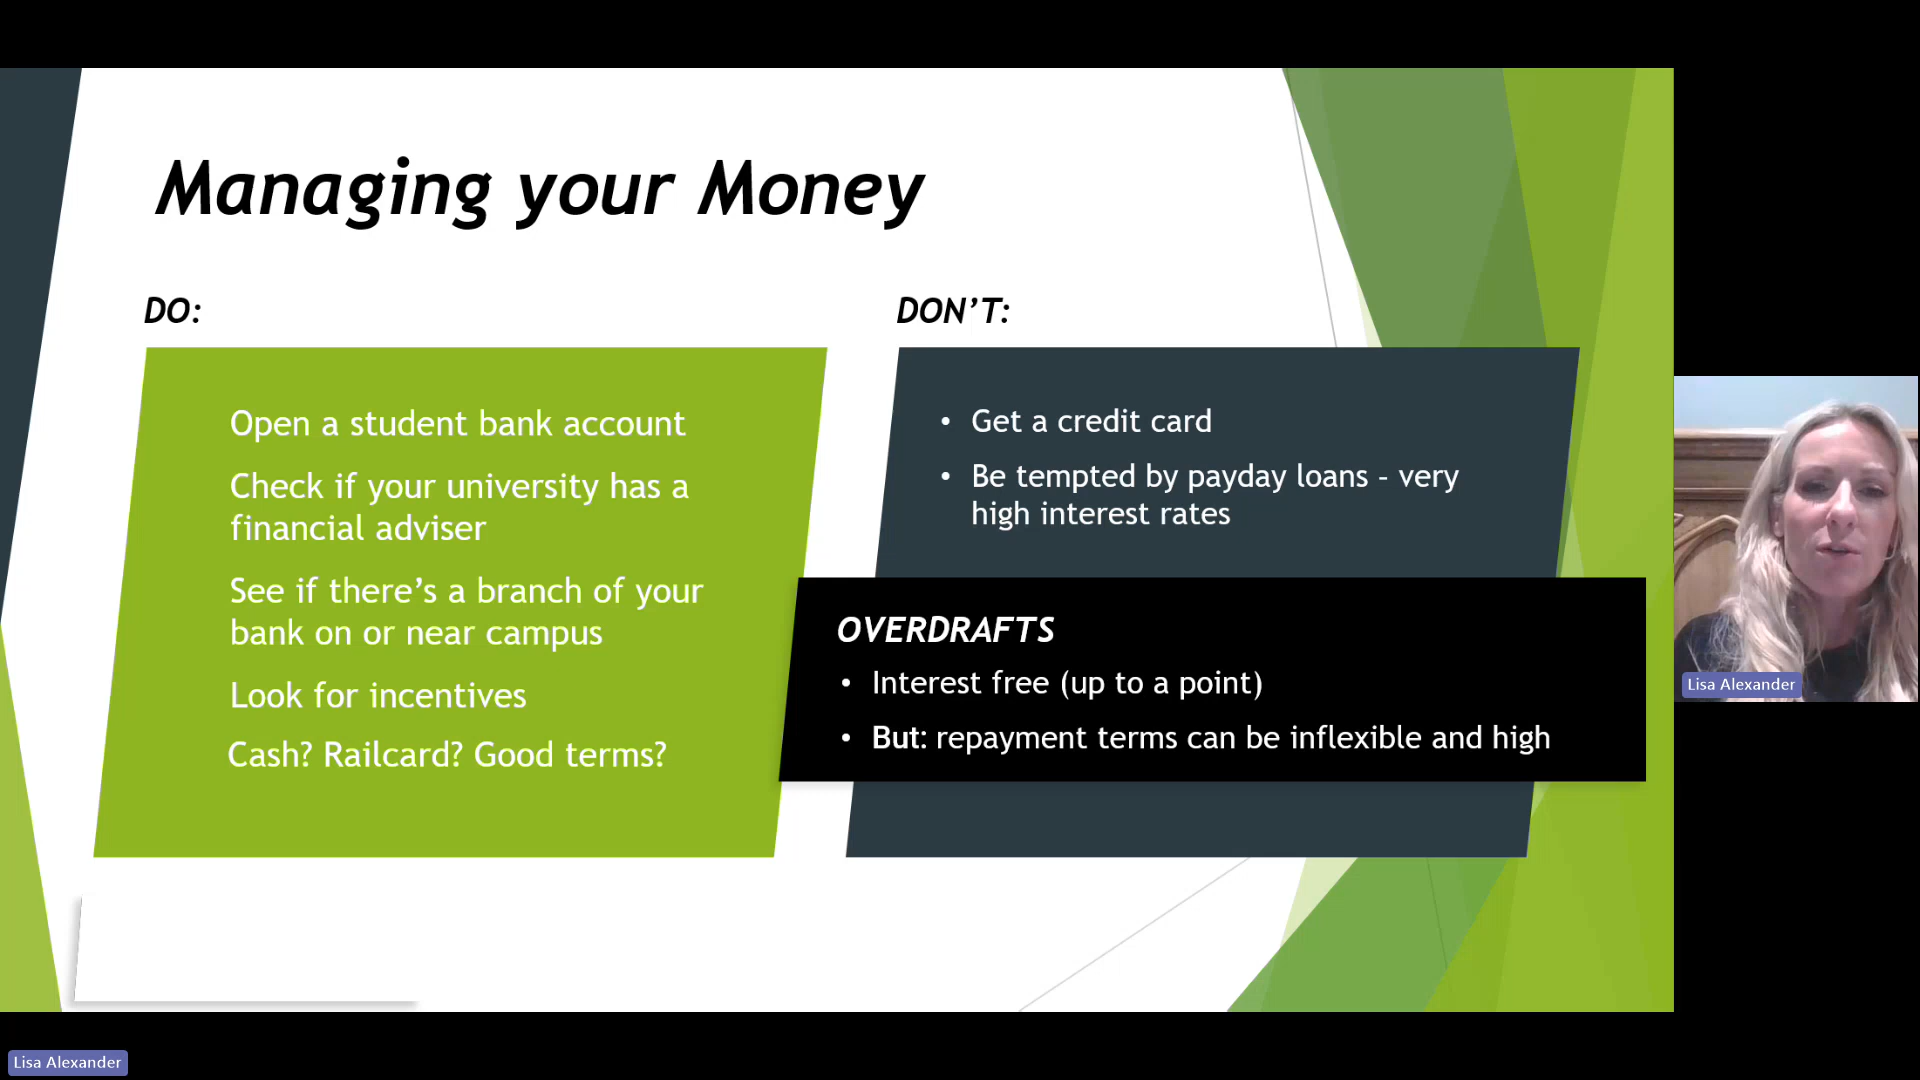 Managing your Money
DO:
Open a student bank account
Check if your university has a
financial adviser
See if there’s a branch of your
bank on or near campus
Look for incentives
Cash? Railcard? Good terms?
DON’T:
• Get a credit card
• Be tempted by payday loans - very
high interest rates
OVERDRAFTS
• Interest free (up to a point)
• But: repayment terms can be inflexible and high
Lisa Alexander
Lisa Alexander